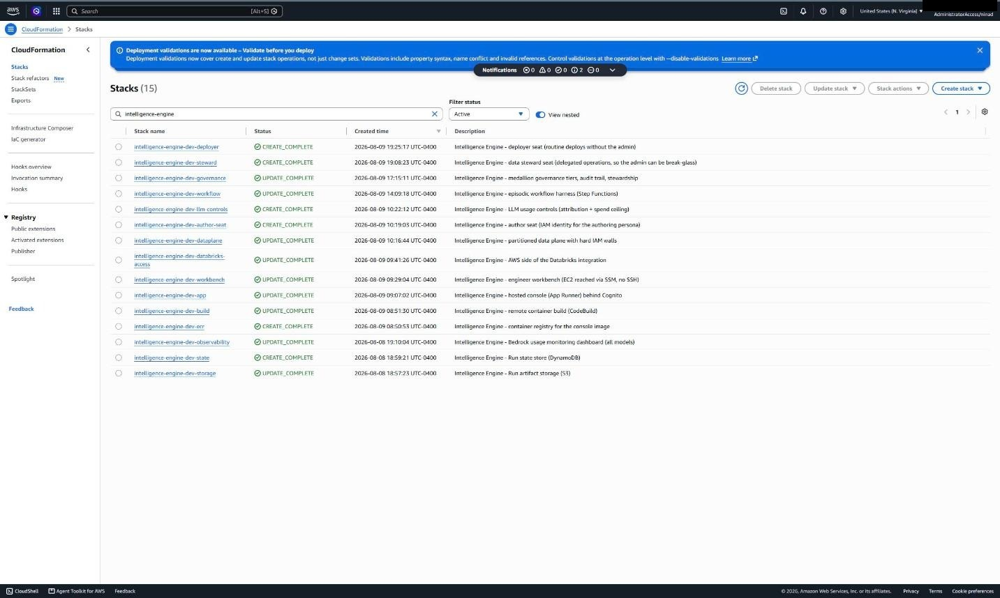 aws
Search [Alt+S]
United States (N. Virginia) ▼
AdministratorAccess/ninad
CloudFormation > Stacks
CloudFormation
Stacks
Stack refactors New
StackSets
Exports
Infrastructure Composer
IaC generator
Hooks overview
Invocation summary
Hooks
Registry
Public extensions
Activated extensions
Publisher
Spotlight
Feedback
Deployment validations are now available – Validate before you deploy
Deployment validations now cover create and update stack operations, not just change sets. Validations include property syntax, name conflict and invalid references. Control validations at the operation level with --disable-validations Learn more
Notifications 0 0 0 2 0
Stacks (15)
Delete stack Update stack Stack actions Create stack
Filter status
intelligence-engine Active View nested
1
Stack name Status Created time Description
intelligence-engine-dev-deployer CREATE_COMPLETE 2026-08-09 19:25:17 UTC-0400 Intelligence Engine - deployer seat (routine deploys without the admin)
intelligence-engine-dev-steward CREATE_COMPLETE 2026-08-09 19:08:23 UTC-0400 Intelligence Engine - data steward seat (delegated operations, so the admin can be break-glass)
intelligence-engine-dev-governance UPDATE_COMPLETE 2026-08-09 17:15:11 UTC-0400 Intelligence Engine - medallion governance tiers, audit trail, stewardship
intelligence-engine-dev-workflow UPDATE_COMPLETE 2026-08-09 14:09:18 UTC-0400 Intelligence Engine - episodic workflow harness (Step Functions)
intelligence-engine-dev-llm-controls CREATE_COMPLETE 2026-08-09 10:22:12 UTC-0400 Intelligence Engine - LLM usage controls (attribution + spend ceiling)
intelligence-engine-dev-author-seat CREATE_COMPLETE 2026-08-09 10:19:03 UTC-0400 Intelligence Engine - author seat (IAM identity for the authoring persona)
intelligence-engine-dev-dataplane UPDATE_COMPLETE 2026-08-09 10:16:44 UTC-0400 Intelligence Engine - partitioned data plane with hard IAM walls
intelligence-engine-dev-databricks-
access UPDATE_COMPLETE 2026-08-09 09:41:26 UTC-0400 Intelligence Engine - AWS side of the Databricks integration
intelligence-engine-dev-workbench UPDATE_COMPLETE 2026-08-09 09:29:04 UTC-0400 Intelligence Engine - engineer workbench (EC2 reached via SSM, no SSH)
intelligence-engine-dev-app UPDATE_COMPLETE 2026-08-09 09:07:02 UTC-0400 Intelligence Engine - hosted console (App Runner) behind Cognito
intelligence-engine-dev-build UPDATE_COMPLETE 2026-08-09 08:51:30 UTC-0400 Intelligence Engine - remote container build (CodeBuild)
intelligence-engine-dev-ecr CREATE_COMPLETE 2026-08-09 08:50:53 UTC-0400 Intelligence Engine - container registry for the console image
intelligence-engine-dev-observability UPDATE_COMPLETE 2026-08-08 19:10:04 UTC-0400 Intelligence Engine - Bedrock usage monitoring dashboard (all models)
intelligence-engine-dev-state CREATE_COMPLETE 2026-08-08 18:59:21 UTC-0400 Intelligence Engine - Run state store (DynamoDB)
intelligence-engine-dev-storage UPDATE_COMPLETE 2026-08-08 18:57:23 UTC-0400 Intelligence Engine - Run artifact storage (S3)
CloudShell Agent Toolkit for AWS Feedback © 2026, Amazon Web Services, Inc. or its affiliates. Privacy Terms Cookie preferences